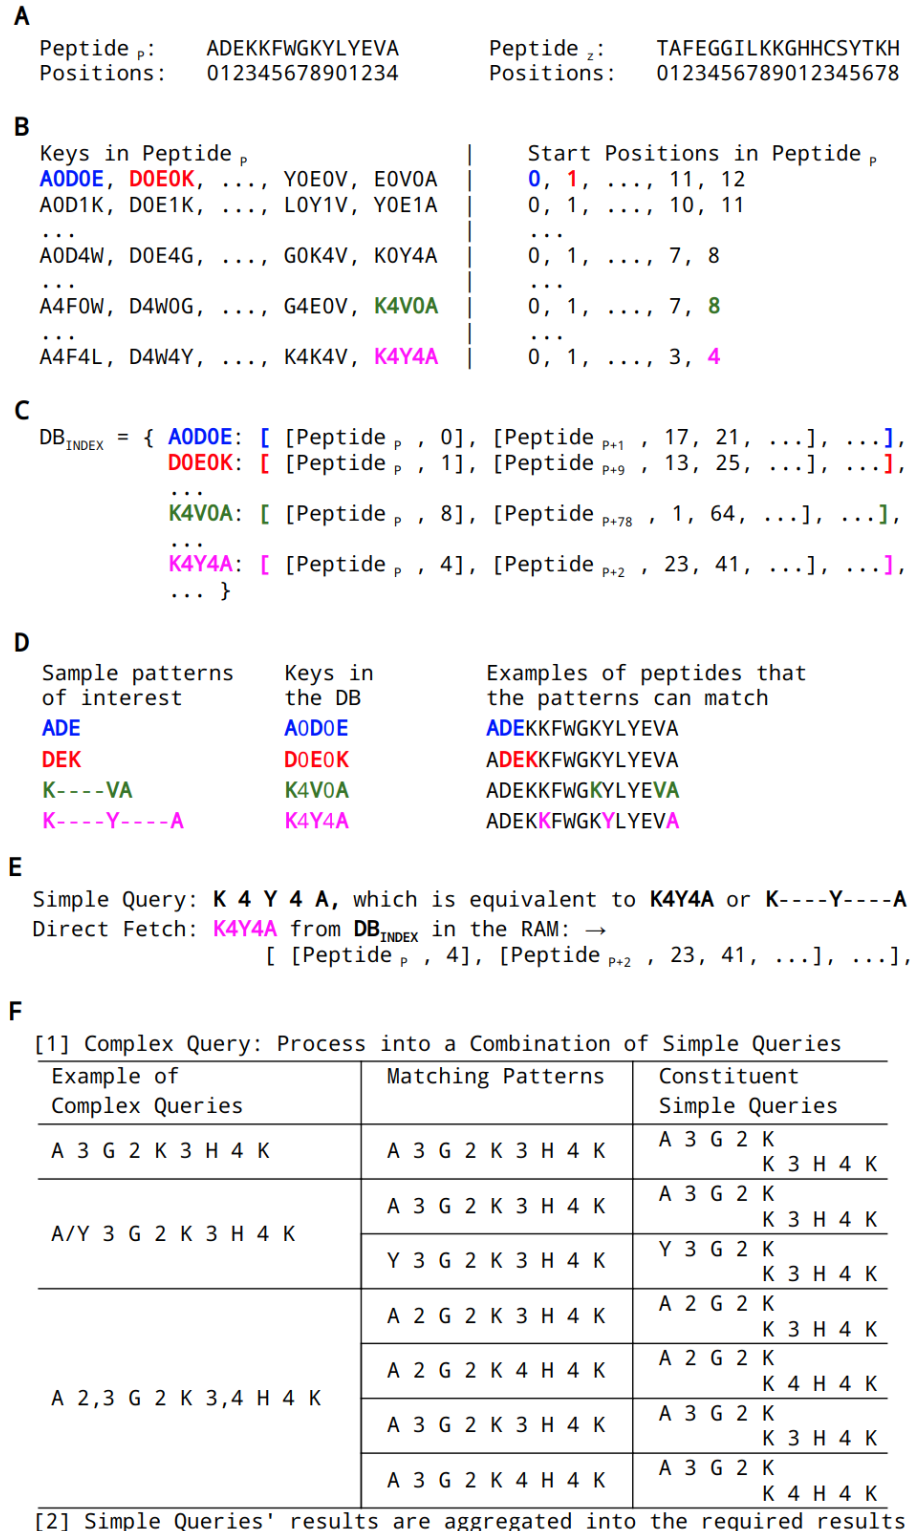 A
Peptide P: ADEKKFWGKYLYEVA Peptide z: TAFEGGILKKGHHCSYTKH
Positions: 012345678901234 Positions: 0123456789012345678
B
Keys in Peptide P | Start Positions in Peptide P
A0D0E, D0E0K, ..., Y0E0V, E0V0A | 0, 1, ..., 11, 12
A0D1K, D0E1K, ..., L0Y1V, Y0E1A | 0, 1, ..., 10, 11
... | ...
A0D4W, D0E4G, ..., G0K4V, K0Y4A | 0, 1, ..., 7, 8
... | ...
A4F0W, D4W0G, ..., G4E0V, K4V0A | 0, 1, ..., 7, 8
... | ...
A4F4L, D4W4Y, ..., K4K4V, K4Y4A | 0, 1, ..., 3, 4
C
DBINDEX = { A0D0E: [ [Peptide P , 0], [Peptide P+1 , 17, 21, ...], ...],
D0E0K: [ [Peptide P , 1], [Peptide P+9 , 13, 25, ...], ...],
...
K4V0A: [ [Peptide P , 8], [Peptide P+78 , 1, 64, ...], ...],
...
K4Y4A: [ [Peptide P , 4], [Peptide P+2 , 23, 41, ...], ...],
... }
D
Sample patterns Keys in Examples of peptides that
of interest the DB the patterns can match
ADE A0D0E ADEKKFWGKYLYEVA
DEK D0E0K ADEKKFWGKYLYEVA
K----VA K4V0A ADEKKFWGKYLYEVA
K----Y----A K4Y4A ADEKKFWGKYLYEVA
E
Simple Query: K 4 Y 4 A, which is equivalent to K4Y4A or K----Y----A
Direct Fetch: K4Y4A from DBINDEX in the RAM: →
[ [Peptide P , 4], [Peptide P+2 , 23, 41, ...], ...],
F
[1] Complex Query: Process into a Combination of Simple Queries
Example of Matching Patterns Constituent
Complex Queries Simple Queries
A 3 G 2 K 3 H 4 K A 3 G 2 K 3 H 4 K A 3 G 2 K
K 3 H 4 K
A/Y 3 G 2 K 3 H 4 K A 3 G 2 K 3 H 4 K A 3 G 2 K
K 3 H 4 K
Y 3 G 2 K 3 H 4 K Y 3 G 2 K
K 3 H 4 K
A 2,3 G 2 K 3,4 H 4 K A 2 G 2 K 3 H 4 K A 2 G 2 K
K 3 H 4 K
A 2 G 2 K 4 H 4 K A 2 G 2 K
K 4 H 4 K
A 3 G 2 K 3 H 4 K A 3 G 2 K
K 3 H 4 K
A 3 G 2 K 4 H 4 K A 3 G 2 K
K 4 H 4 K
[2] Simple Queries' results are aggregated into the required results